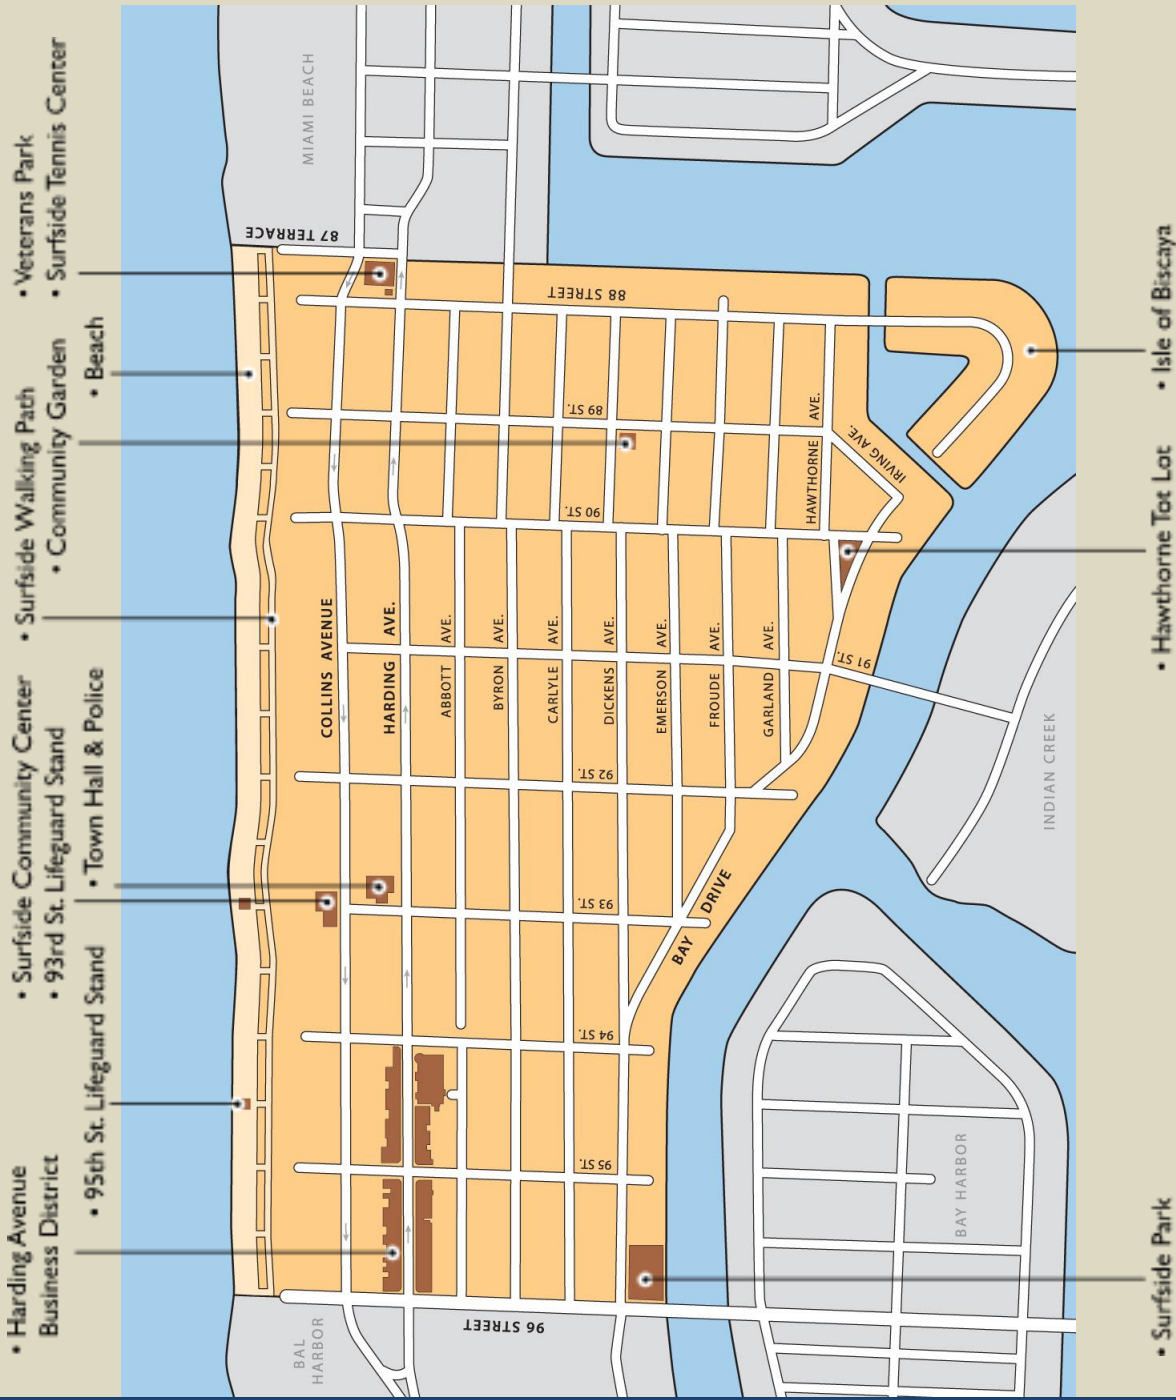 • Harding Avenue
Business District
• 95th St. Lifeguard Stand
• Surfside Community Center
• 93rd St. Lifeguard Stand
• Town Hall & Police
• Surfside Walking Path
• Community Garden
• Beach
• Veterans Park
• Surfside Tennis Center
MIAMI BEACH
87 TERRACE
88 STREET
89 ST.
90 ST.
91 ST.
92 ST.
93 ST.
94 ST.
95 ST.
96 STREET
COLLINS AVENUE
HARDING AVE.
ABBOTT AVE.
BYRON AVE.
CARLYLE AVE.
DICKENS AVE.
EMERSON AVE.
FROUDE AVE.
GARLAND AVE.
HAWTHORNE AVE.
IRVING AVE.
BAY DRIVE
BAL
HARBOR
BAY HARBOR
INDIAN CREEK
• Surfside Park
• Hawthorne Tot Lot
• Isle of Biscaya